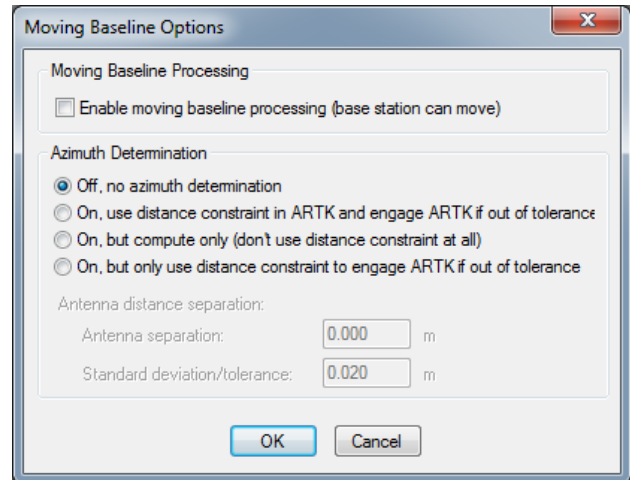 Moving Baseline Options
Moving Baseline Processing
Enable moving baseline processing (base station can move)
Azimuth Determination
Off, no azimuth determination
On, use distance constraint in ARTK and engage ARTK if out of tolerance
On, but compute only (don't use distance constraint at all)
On, but only use distance constraint to engage ARTK if out of tolerance
Antenna distance separation:
Antenna separation: 0.000 m
Standard deviation/tolerance: 0.020 m
OK Cancel